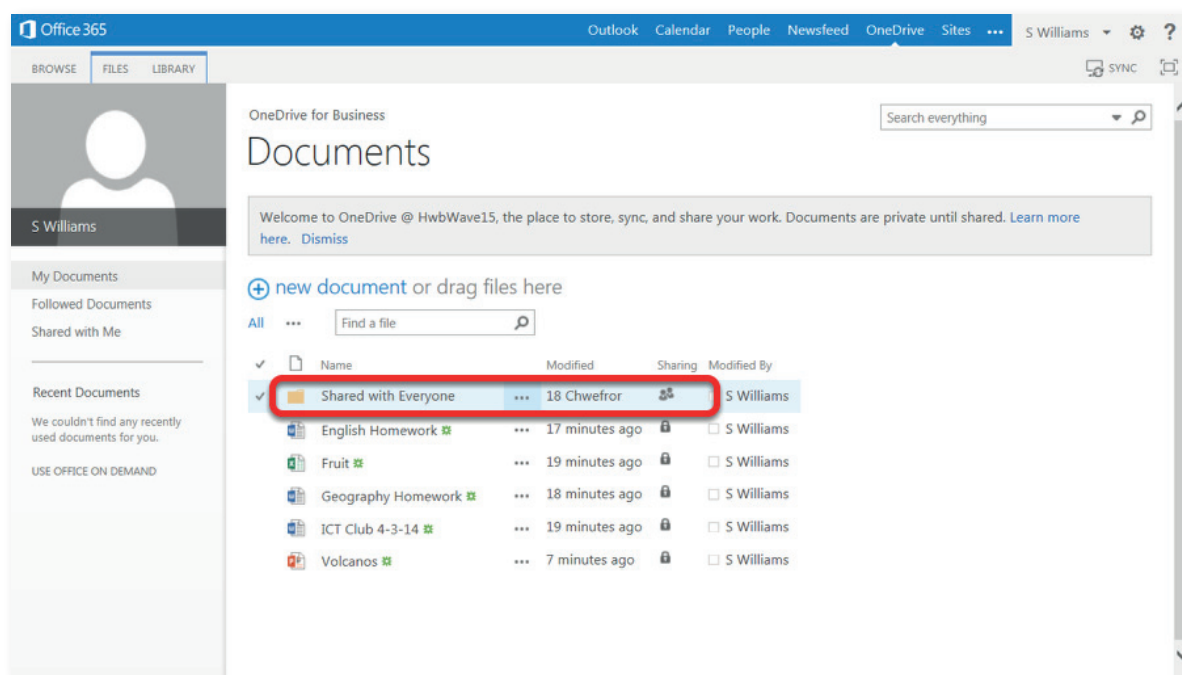 Office 365
Outlook Calendar People Newsfeed OneDrive Sites ••• S Williams ?
BROWSE FILES LIBRARY SYNC
S Williams
My Documents
Followed Documents
Shared with Me
Recent Documents
We couldn't find any recently
used documents for you.
USE OFFICE ON DEMAND
OneDrive for Business
Search everything
Documents
Welcome to OneDrive @ HwbWave15, the place to store, sync, and share your work. Documents are private until shared. Learn more
here. Dismiss
new document or drag files here
All ••• Find a file
Name Modified Sharing Modified By
Shared with Everyone ••• 18 Chwefror S Williams
English Homework ••• 17 minutes ago S Williams
Fruit ••• 19 minutes ago S Williams
Geography Homework ••• 18 minutes ago S Williams
ICT Club 4-3-14 ••• 19 minutes ago S Williams
Volcanos ••• 7 minutes ago S Williams